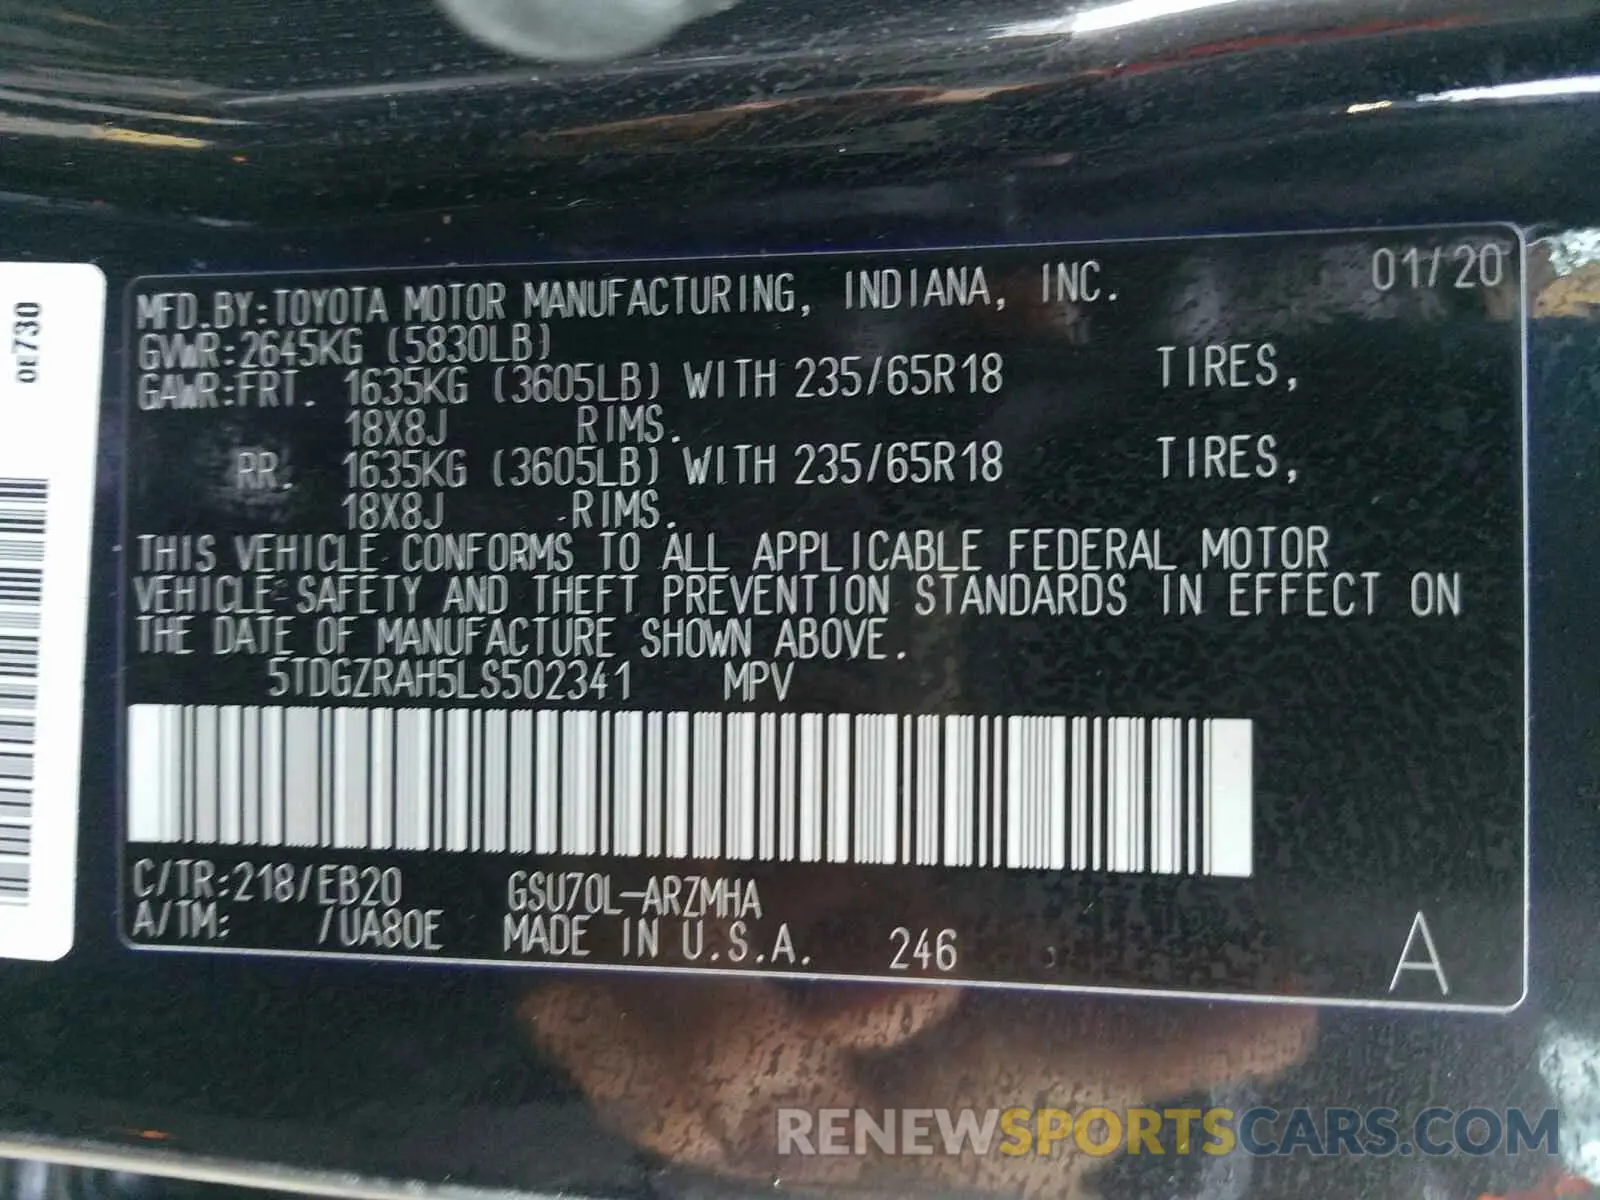 01/20
MFD.BY:TOYOTA MOTOR MANUFACTURING, INDIANA, INC.
GVWR:2645KG (5830LB)
GAWR:FRT. 1635KG (3605LB) WITH 235/65R18 TIRES,
18X8J RIMS.
RR. 1635KG (3605LB) WITH 235/65R18 TIRES,
18X8J RIMS.
THIS VEHICLE CONFORMS TO ALL APPLICABLE FEDERAL MOTOR
VEHICLE SAFETY AND THEFT PREVENTION STANDARDS IN EFFECT ON
THE DATE OF MANUFACTURE SHOWN ABOVE.
5TDGZRAH5LS502341 MPV
C/TR:218/EB20 GSU70L-ARZMHA
A/TM: /UA80E MADE IN U.S.A. 246 A
RENEWSPORTSCARS.COM